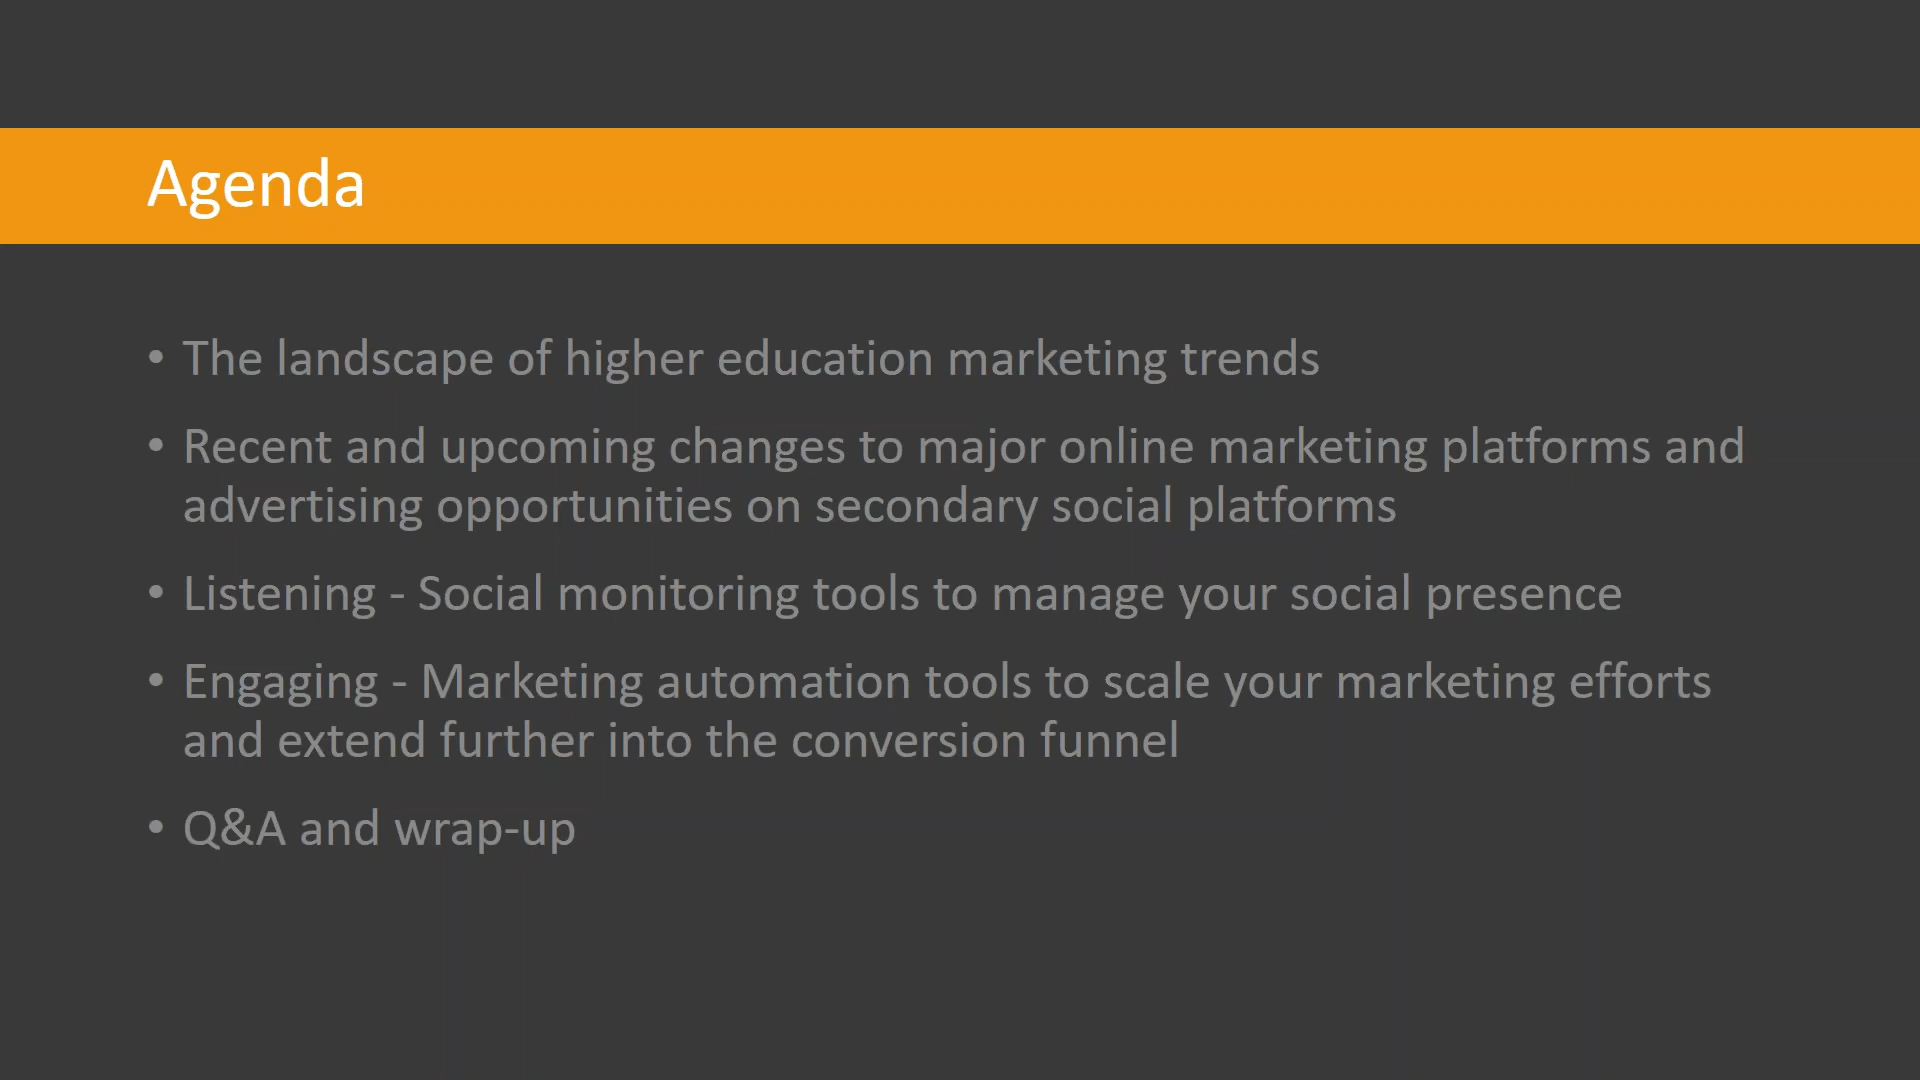 Agenda
• The landscape of higher education marketing trends
• Recent and upcoming changes to major online marketing platforms and
advertising opportunities on secondary social platforms
• Listening - Social monitoring tools to manage your social presence
• Engaging - Marketing automation tools to scale your marketing efforts
and extend further into the conversion funnel
• Q&A and wrap-up